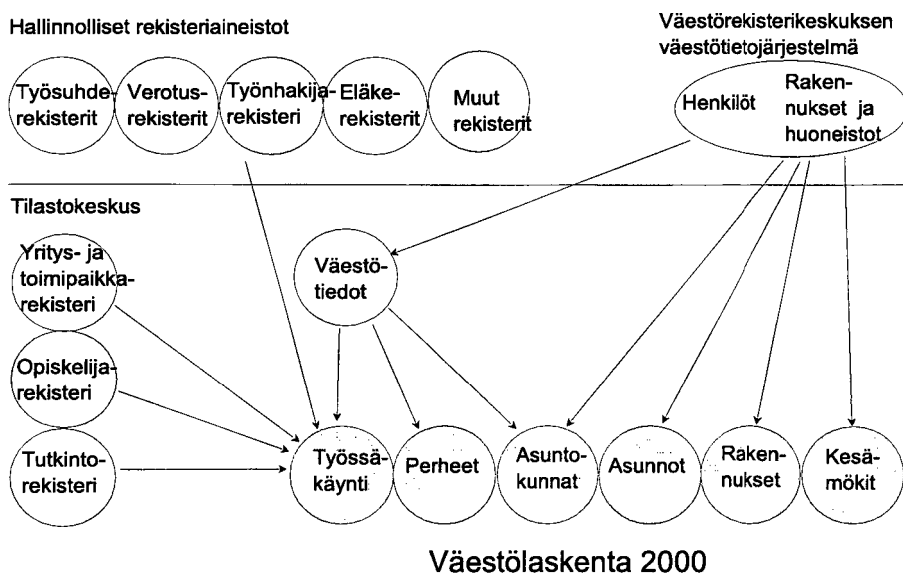 Hallinnolliset rekisteriaineistot
Väestörekisterikeskuksen
väestötietojärjestelmä
Työsuhde-
rekisterit
Verotus-
rekisterit
Työnhakija-
rekisteri
Eläke-
rekisterit
Muut
rekisterit
Henkilöt
Raken-
nukset ja
huoneistot
Tilastokeskus
Yritys- ja
toimipaikka-
rekisteri
Opiskelija-
rekisteri
Tutkinto-
rekisteri
Väestö-
tiedot
Työssä-
käynti
Perheet
Asunto-
kunnat
Asunnot
Raken-
nukset
Kesä-
mökit
Väestölaskenta 2000